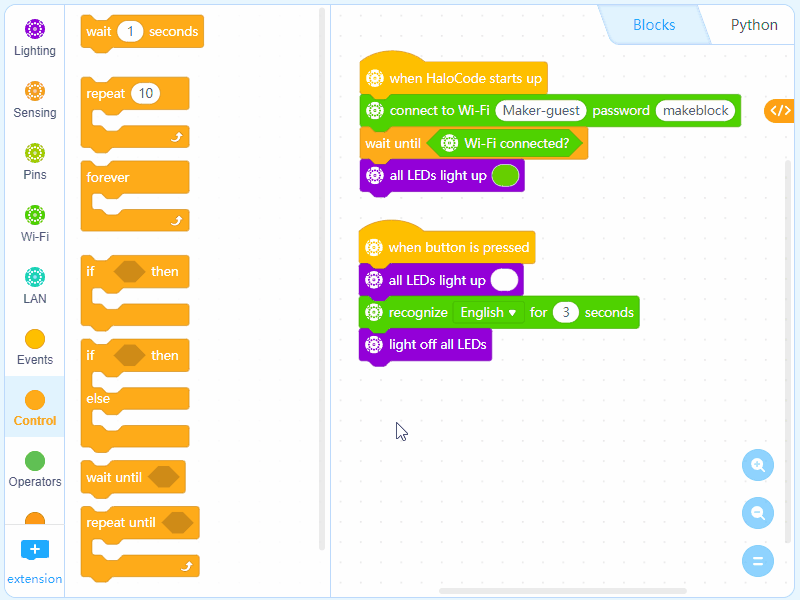 Lighting
Sensing
Pins
Wi-Fi
LAN
Events
Control
Operators
+
extension
wait 1 seconds
repeat 10
forever
if then
if then
else
wait until
repeat until
Blocks
Python
</>
when HaloCode starts up
connect to Wi-Fi Maker-guest password makeblock
wait until Wi-Fi connected?
all LEDs light up
when button is pressed
all LEDs light up
recognize English for 3 seconds
light off all LEDs